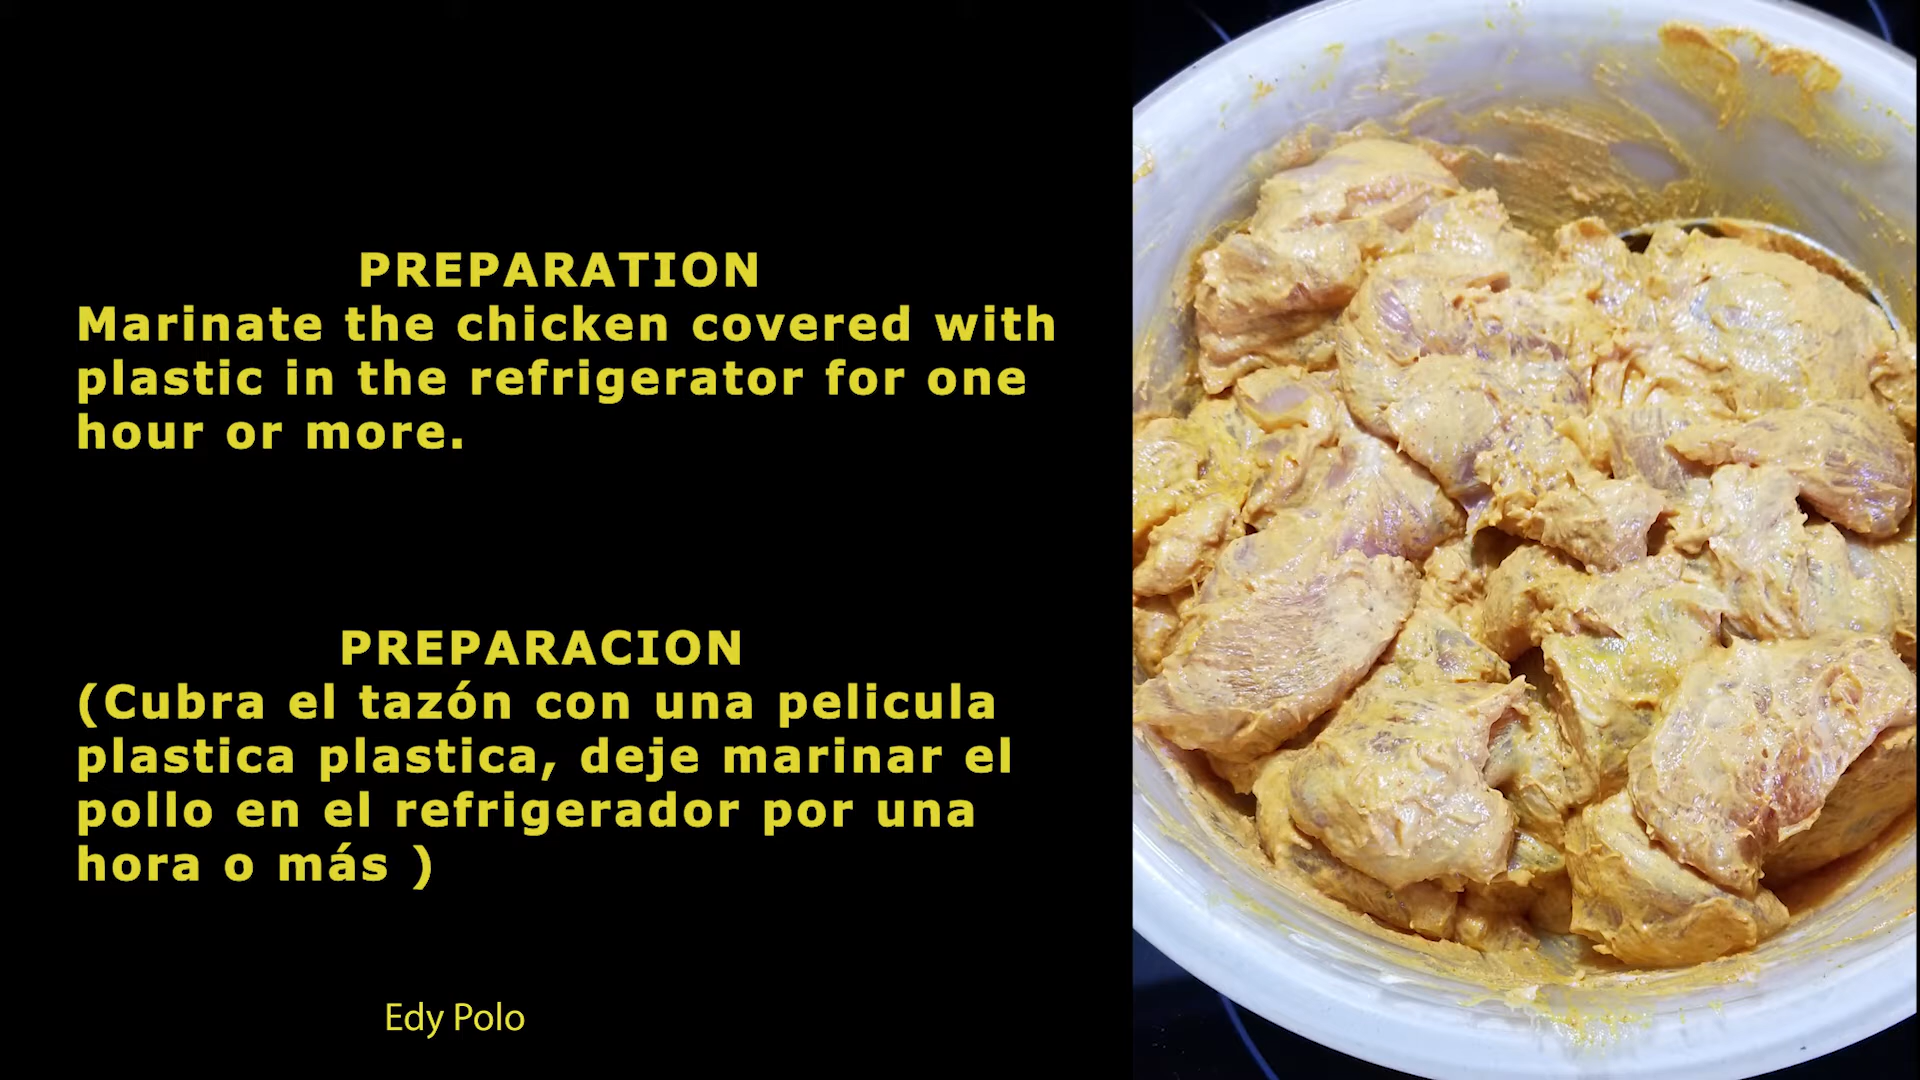 PREPARATION
Marinate the chicken covered with
plastic in the refrigerator for one
hour or more.
PREPARACION
(Cubra el tazón con una pelicula
plastica plastica, deje marinar el
pollo en el refrigerador por una
hora o más )
Edy Polo